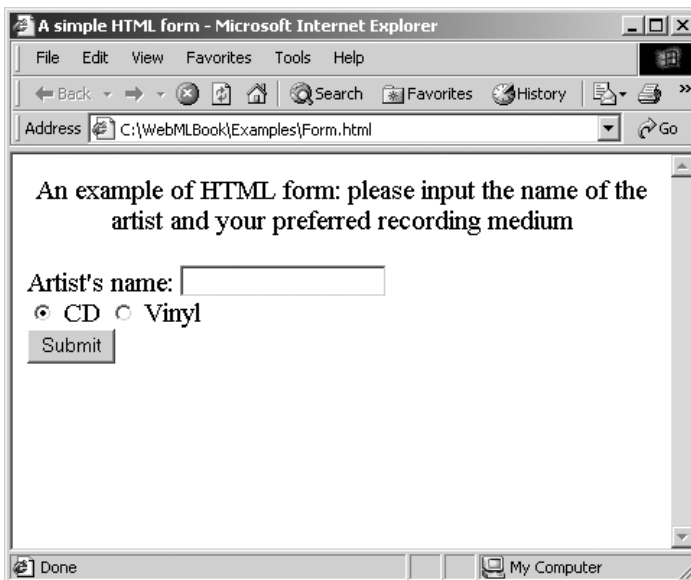 A simple HTML form - Microsoft Internet Explorer
File Edit View Favorites Tools Help
Back Search Favorites History »
Address C:\WebMLBook\Examples\Form.html Go
An example of HTML form: please input the name of the
artist and your preferred recording medium
Artist's name:
CD Vinyl
Submit
Done My Computer